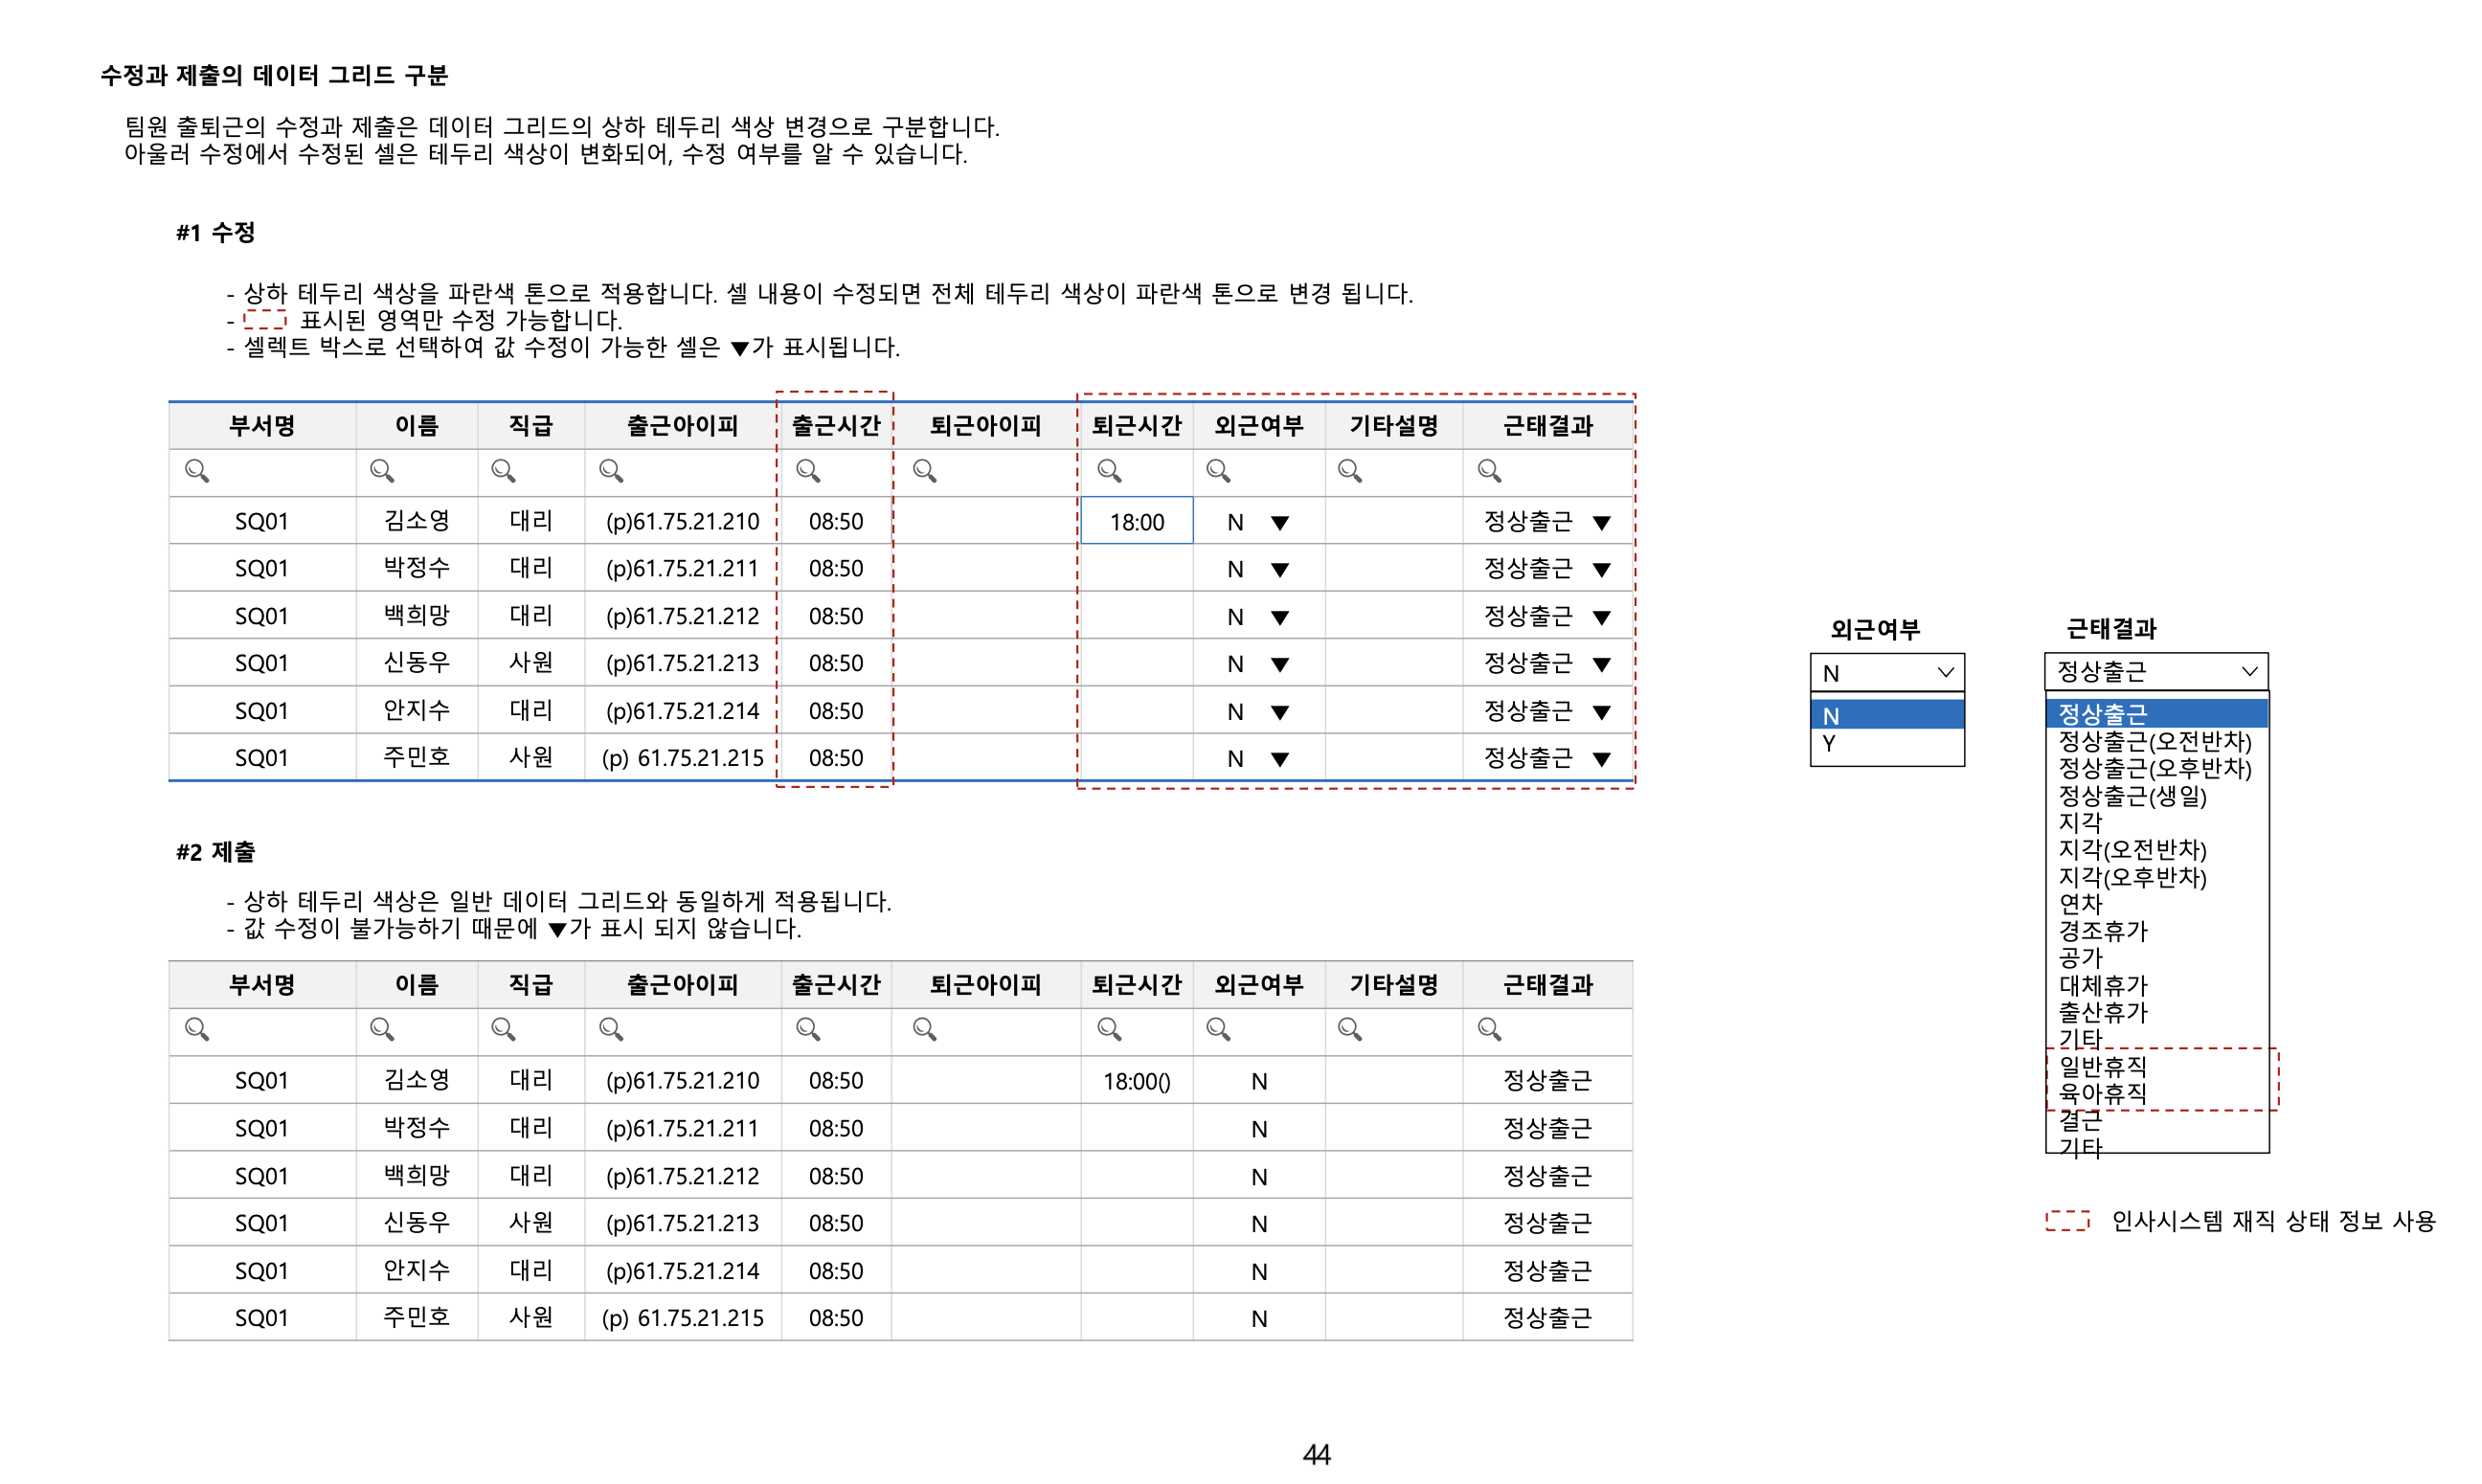 수정과 제출의 데이터 그리드 구분
팀원 출퇴근의 수정과 제출은 데이터 그리드의 상하 테두리 색상 변경으로 구분합니다.
아울러 수정에서 수정된 셀은 테두리 색상이 변화되어, 수정 여부를 알 수 있습니다.
#1 수정
- 상하 테두리 색상을 파란색 톤으로 적용합니다. 셀 내용이 수정되면 전체 테두리 색상이 파란색 톤으로 변경 됩니다.
- 표시된 영역만 수정 가능합니다.
- 셀렉트 박스로 선택하여 값 수정이 가능한 셀은 ▼가 표시됩니다.
부서명 이름 직급 출근아이피 출근시간 퇴근아이피 퇴근시간 외근여부 기타설명 근태결과
SQ01 김소영 대리 (p)61.75.21.210 08:50 18:00 N ▼ 정상출근 ▼
SQ01 박정수 대리 (p)61.75.21.211 08:50 N ▼ 정상출근 ▼
SQ01 백희망 대리 (p)61.75.21.212 08:50 N ▼ 정상출근 ▼
SQ01 신동우 사원 (p)61.75.21.213 08:50 N ▼ 정상출근 ▼
SQ01 안지수 대리 (p)61.75.21.214 08:50 N ▼ 정상출근 ▼
SQ01 주민호 사원 (p) 61.75.21.215 08:50 N ▼ 정상출근 ▼
#2 제출
- 상하 테두리 색상은 일반 데이터 그리드와 동일하게 적용됩니다.
- 값 수정이 불가능하기 때문에 ▼가 표시 되지 않습니다.
부서명 이름 직급 출근아이피 출근시간 퇴근아이피 퇴근시간 외근여부 기타설명 근태결과
SQ01 김소영 대리 (p)61.75.21.210 08:50 18:00() N 정상출근
SQ01 박정수 대리 (p)61.75.21.211 08:50 N 정상출근
SQ01 백희망 대리 (p)61.75.21.212 08:50 N 정상출근
SQ01 신동우 사원 (p)61.75.21.213 08:50 N 정상출근
SQ01 안지수 대리 (p)61.75.21.214 08:50 N 정상출근
SQ01 주민호 사원 (p) 61.75.21.215 08:50 N 정상출근
외근여부
N
N
Y
근태결과
정상출근
정상출근
정상출근(오전반차)
정상출근(오후반차)
정상출근(생일)
지각
지각(오전반차)
지각(오후반차)
연차
경조휴가
공가
대체휴가
출산휴가
기타
일반휴직
육아휴직
결근
기타
인사시스템 재직 상태 정보 사용
44